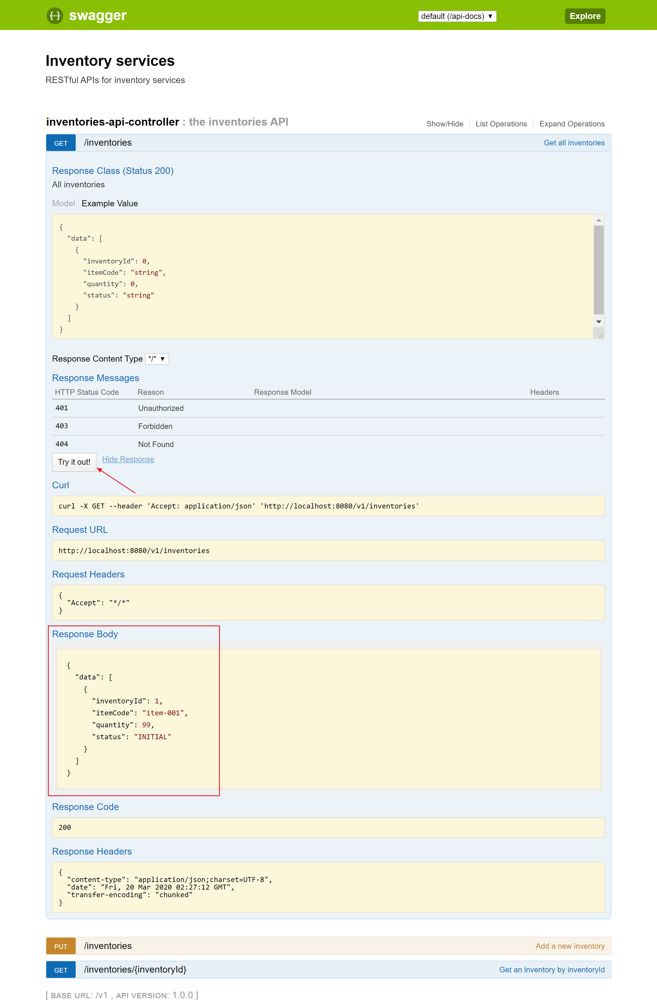 {···} swagger
default (/api-docs) ▼
Explore
Inventory services
RESTful APIs for inventory services
inventories-api-controller : the inventories API
Show/Hide
List Operations
Expand Operations
GET /inventories
Get all inventories
Response Class (Status 200)
All inventories
Model
Example Value
{
  "data": [
    {
      "inventoryId": 0,
      "itemCode": "string",
      "quantity": 0,
      "status": "string"
    }
  ]
}
Response Content Type */* ▼
Response Messages
HTTP Status Code Reason Response Model Headers
401 Unauthorized
403 Forbidden
404 Not Found
Try it out! Hide Response
Curl
curl -X GET --header 'Accept: application/json' 'http://localhost:8080/v1/inventories'
Request URL
http://localhost:8080/v1/inventories
Request Headers
{
  "Accept": "*/*"
}
Response Body
{
  "data": [
    {
      "inventoryId": 1,
      "itemCode": "item-001",
      "quantity": 99,
      "status": "INITIAL"
    }
  ]
}
Response Code
200
Response Headers
{
  "content-type": "application/json;charset=UTF-8",
  "date": "Fri, 20 Mar 2020 02:27:12 GMT",
  "transfer-encoding": "chunked"
}
PUT /inventories
Add a new inventory
GET /inventories/{inventoryId}
Get an inventory by inventoryId
[ BASE URL: /v1 , API VERSION: 1.0.0 ]